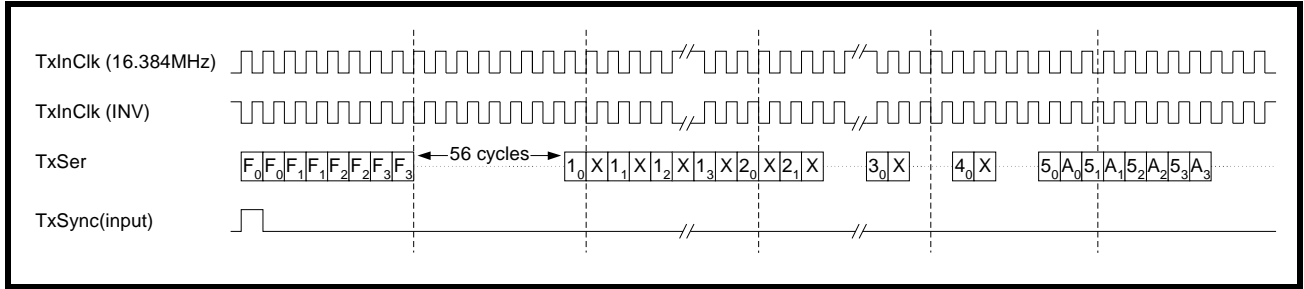 TxInClk (16.384MHz)
TxInClk (INV)
TxSer F₀ F₀ F₁ F₁ F₂ F₂ F₃ F₃ 56 cycles 1₀ X 1₁ X 1₂ X 1₃ X 2₀ X 2₁ X 3₀ X 4₀ X 5₀ A₀ 5₁ A₁ 5₂ A₂ 5₃ A₃
TxSync(input)